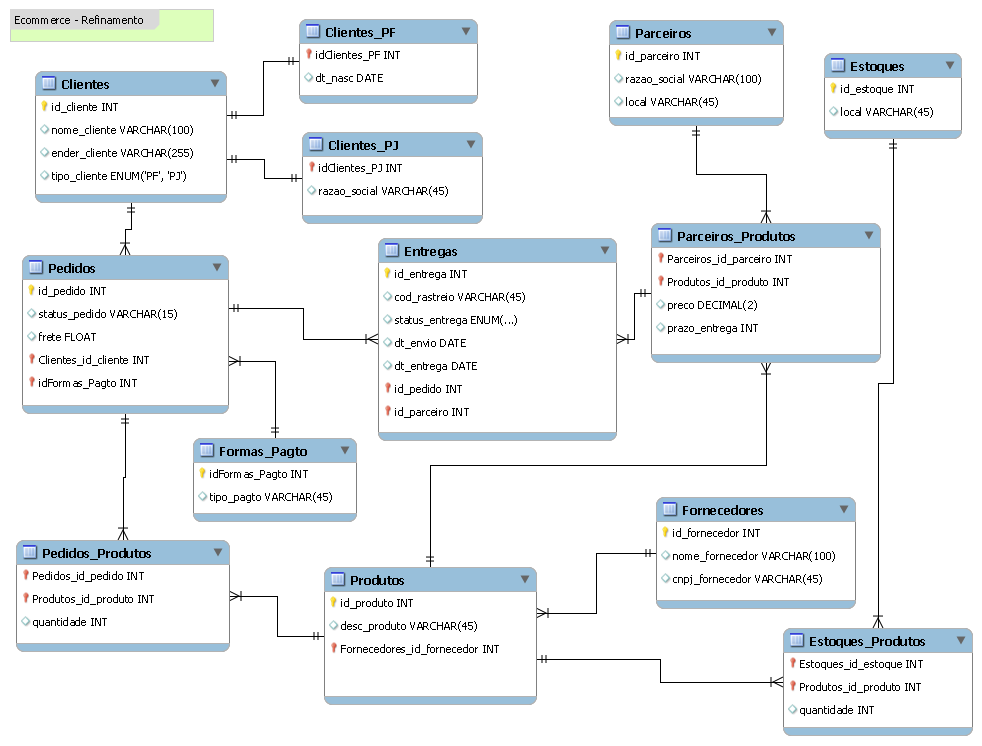 Ecommerce - Refinamento
Clientes
id_cliente INT
nome_cliente VARCHAR(100)
ender_cliente VARCHAR(255)
tipo_cliente ENUM('PF', 'PJ')
Clientes_PF
idClientes_PF INT
dt_nasc DATE
Clientes_PJ
idClientes_PJ INT
razao_social VARCHAR(45)
Parceiros
id_parceiro INT
razao_social VARCHAR(100)
local VARCHAR(45)
Estoques
id_estoque INT
local VARCHAR(45)
Pedidos
id_pedido INT
status_pedido VARCHAR(15)
frete FLOAT
Clientes_id_cliente INT
idFormas_Pagto INT
Entregas
id_entrega INT
cod_rastreio VARCHAR(45)
status_entrega ENUM(...)
dt_envio DATE
dt_entrega DATE
id_pedido INT
id_parceiro INT
Parceiros_Produtos
Parceiros_id_parceiro INT
Produtos_id_produto INT
preco DECIMAL(2)
prazo_entrega INT
Formas_Pagto
idFormas_Pagto INT
tipo_pagto VARCHAR(45)
Fornecedores
id_fornecedor INT
nome_fornecedor VARCHAR(100)
cnpj_fornecedor VARCHAR(45)
Pedidos_Produtos
Pedidos_id_pedido INT
Produtos_id_produto INT
quantidade INT
Produtos
id_produto INT
desc_produto VARCHAR(45)
Fornecedores_id_fornecedor INT
Estoques_Produtos
Estoques_id_estoque INT
Produtos_id_produto INT
quantidade INT